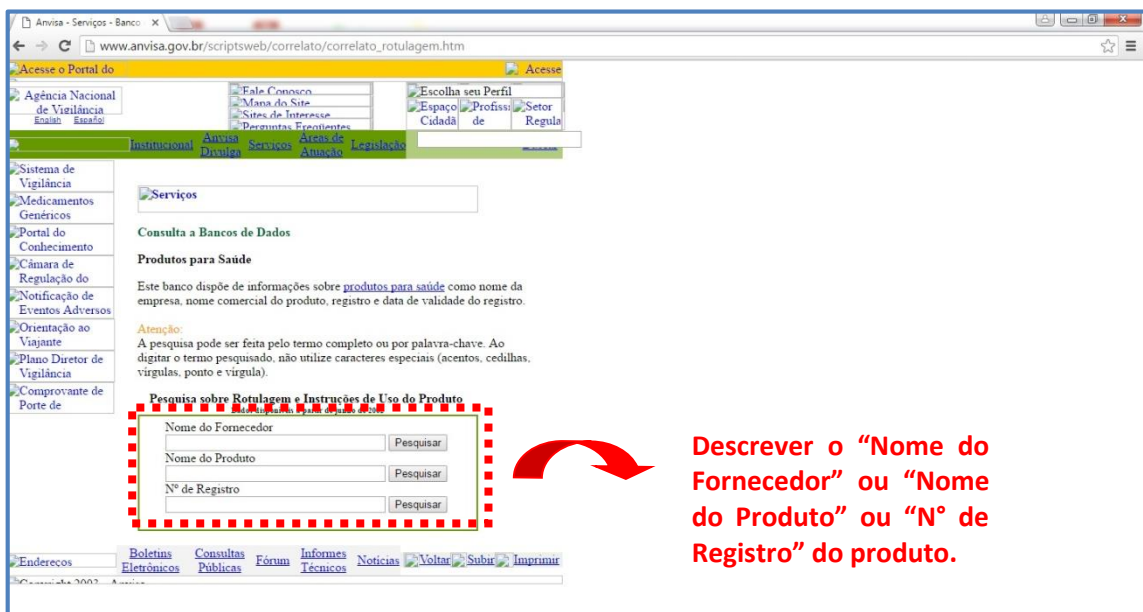 Anvisa - Serviços - Banco
www.anvisa.gov.br/scriptsweb/correlato/correlato_rotulagem.htm
Acesse o Portal do
Acesse
Agência Nacional
de Vigilância
English Español
Fale Conosco
Mapa do Site
Sites de Interesse
Perguntas Freqüentes
Escolha seu Perfil
Espaço Profissi Setor
Cidadã de Regula
Institucional Anvisa Serviços Áreas de Legislação
Divulga Atuação
Sistema de
Vigilância
Medicamentos
Genéricos
Portal do
Conhecimento
Câmara de
Regulação do
Notificação de
Eventos Adversos
Orientação ao
Viajante
Plano Diretor de
Vigilância
Comprovante de
Porte de
Serviços
Consulta a Bancos de Dados
Produtos para Saúde
Este banco dispõe de informações sobre produtos para saúde como nome da
empresa, nome comercial do produto, registro e data de validade do registro.
Atenção:
A pesquisa pode ser feita pelo termo completo ou por palavra-chave. Ao
digitar o termo pesquisado, não utilize caracteres especiais (acentos, cedilhas,
vírgulas, ponto e vírgula).
Pesquisa sobre Rotulagem e Instruções de Uso do Produto
Nome do Fornecedor
Pesquisar
Nome do Produto
Pesquisar
Nº de Registro
Pesquisar
Descrever o “Nome do
Fornecedor” ou “Nome
do Produto” ou “N° de
Registro” do produto.
Endereços
Boletins Consultas Fórum Informes Notícias Voltar Subir Imprimir
Eletrônicos Públicas Técnicos